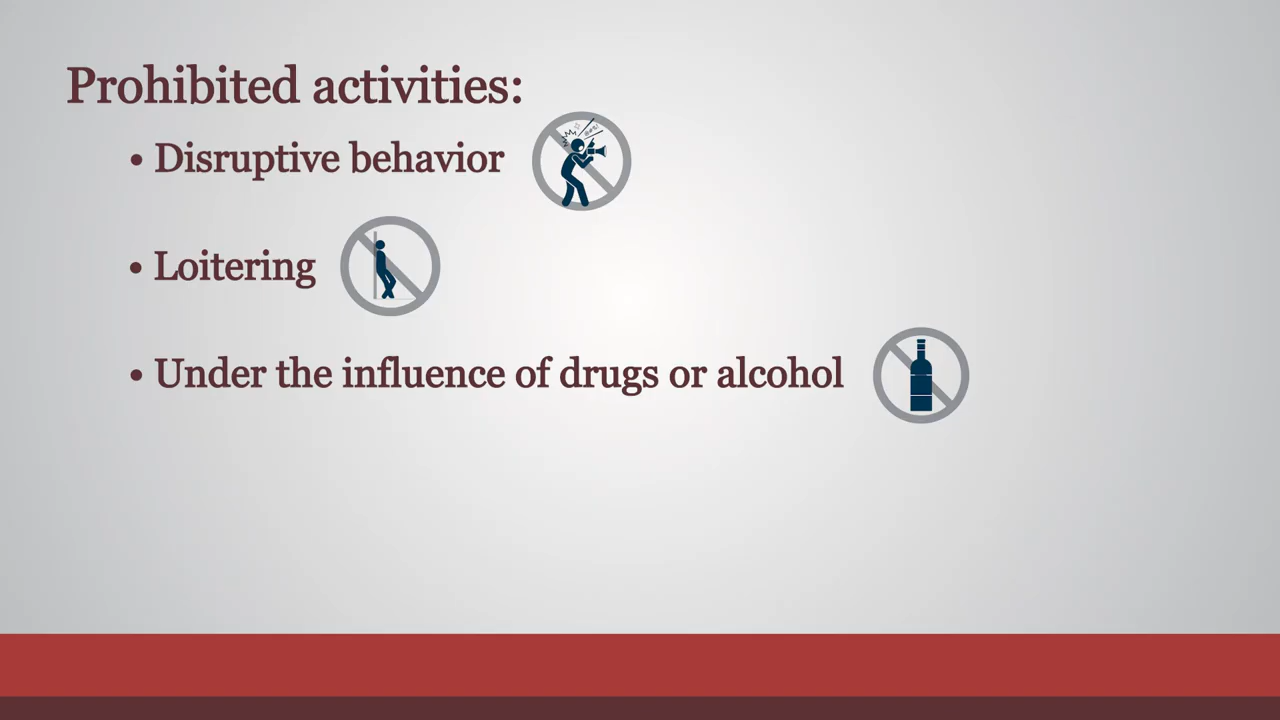 Prohibited activities:
• Disruptive behavior
• Loitering
• Under the influence of drugs or alcohol